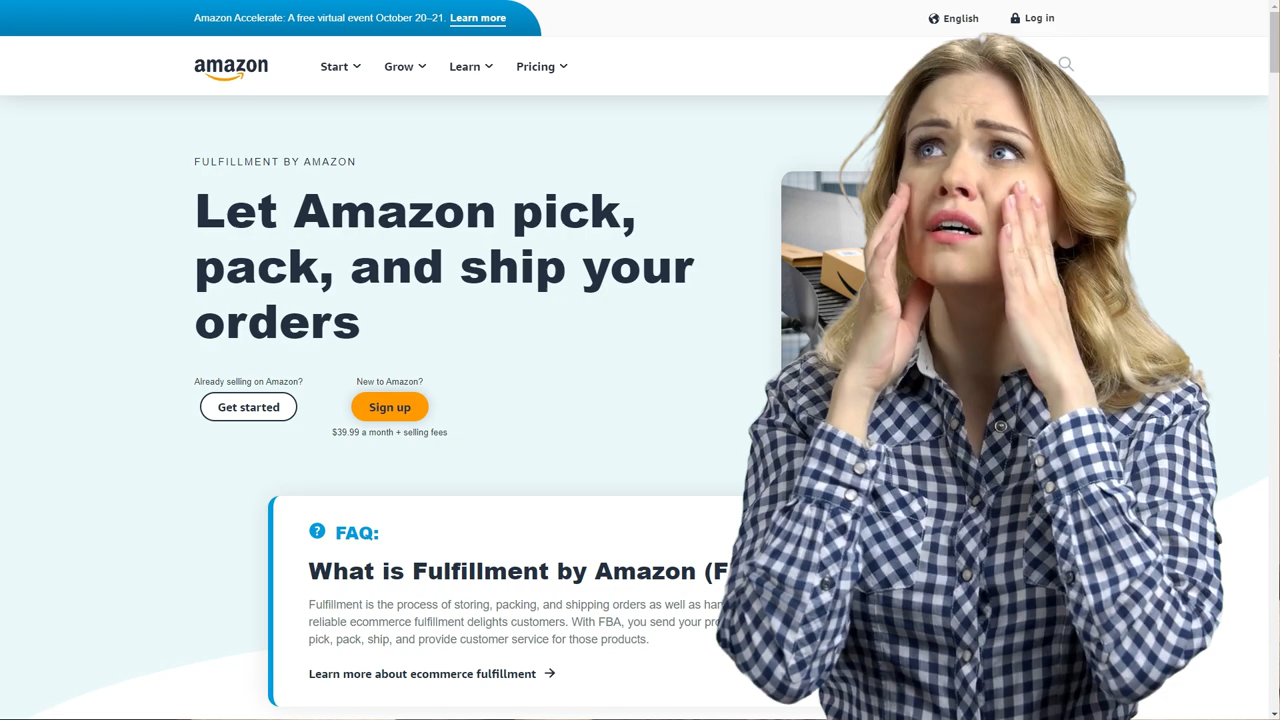 Amazon Accelerate: A free virtual event October 20–21. Learn more
English
Log in
amazon
Start
Grow
Learn
Pricing
FULFILLMENT BY AMAZON
Let Amazon pick,
pack, and ship your
orders
Already selling on Amazon?
New to Amazon?
Get started
Sign up
$39.99 a month + selling fees
? FAQ:
What is Fulfillment by Amazon (F
Fulfillment is the process of storing, packing, and shipping orders as well as
reliable ecommerce fulfillment delights customers. With FBA, you send your
pick, pack, ship, and provide customer service for those products.
Learn more about ecommerce fulfillment →